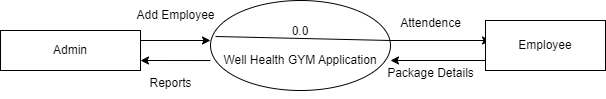 Add Employee
0.0
Attendence
Admin
Well Health GYM Application
Employee
Reports
Package Details